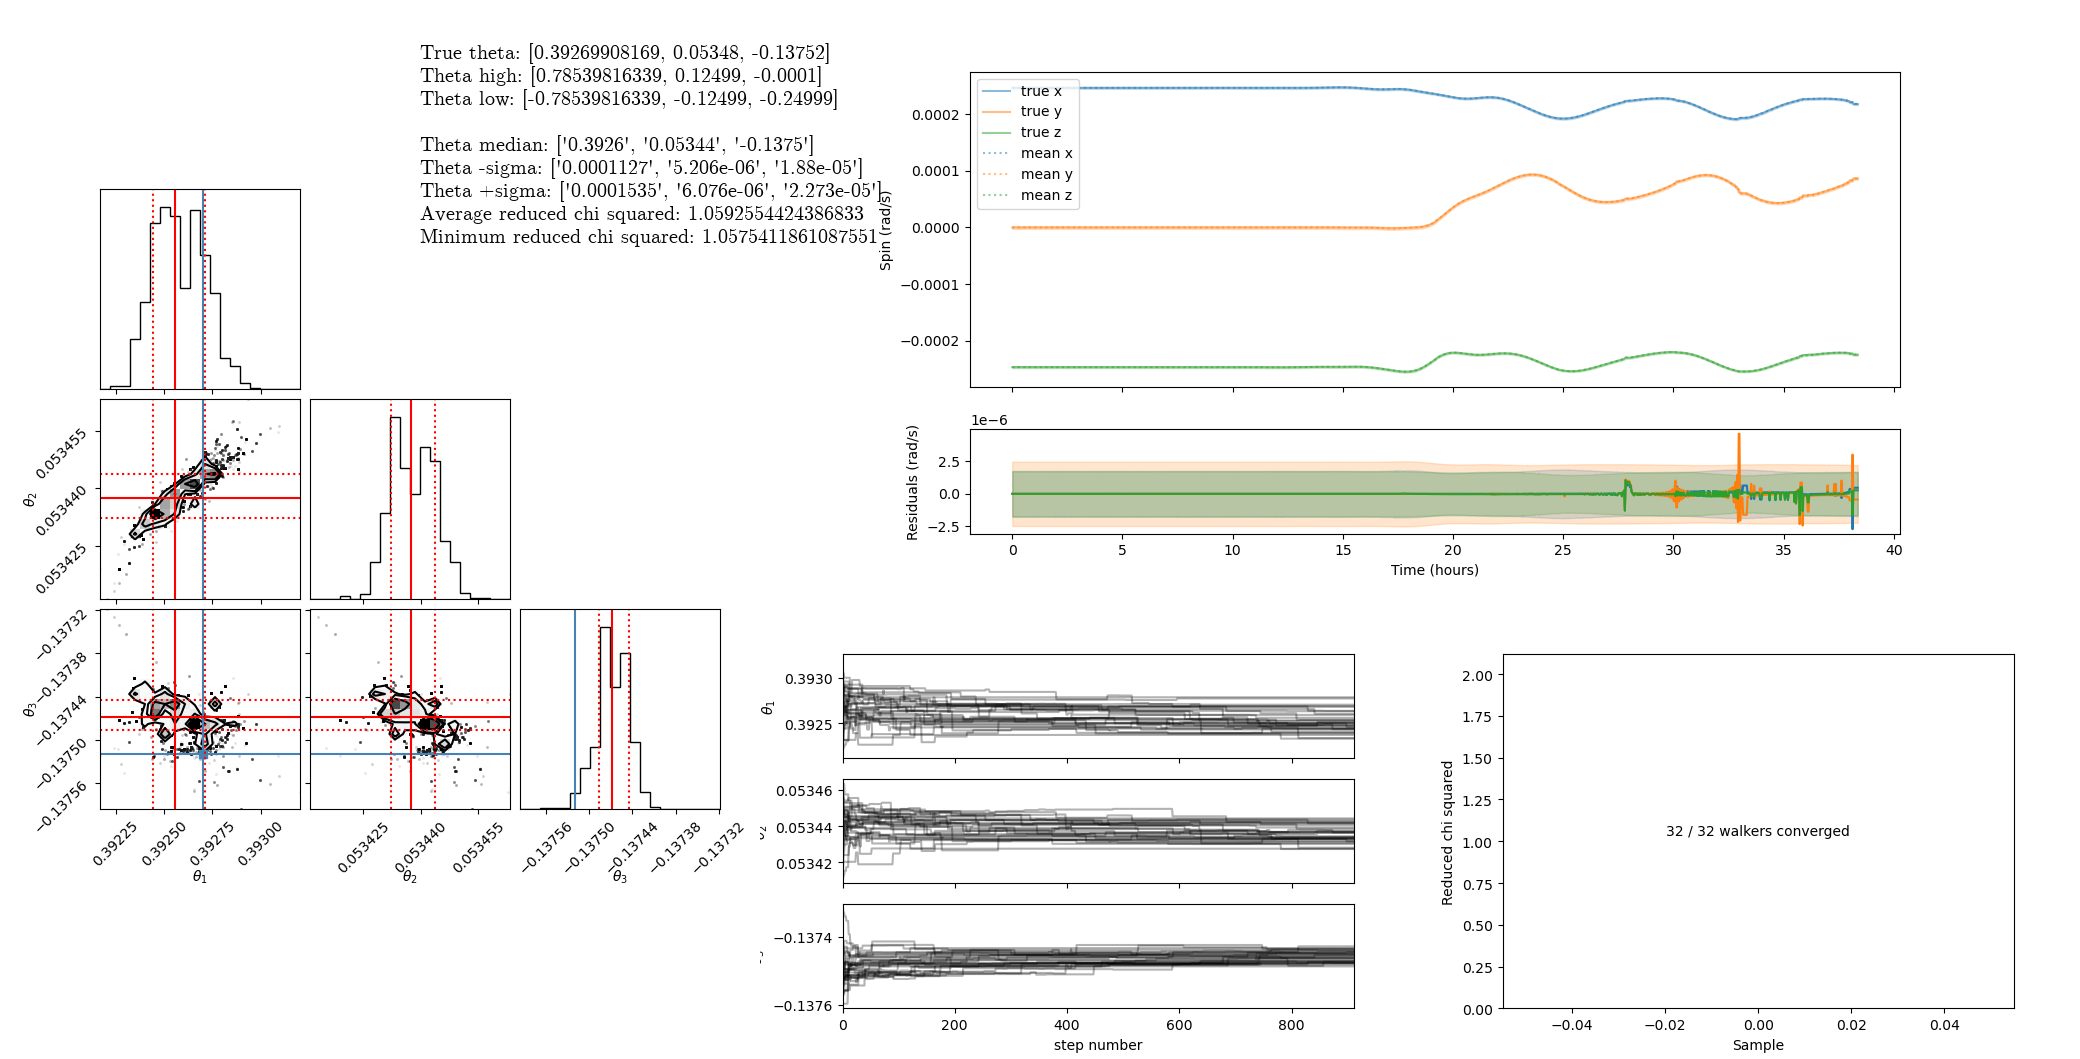 True theta: [0.39269908169, 0.05348, -0.13752]
Theta high: [0.78539816339, 0.12499, -0.0001]
Theta low: [-0.78539816339, -0.12499, -0.24999]
Theta median: ['0.3926', '0.05344', '-0.1375']
Theta -sigma: ['0.0001127', '5.206e-06', '1.88e-05']
Theta +sigma: ['0.0001535', '6.076e-06', '2.273e-05']
Average reduced chi squared: 1.0592554424386833
Minimum reduced chi squared: 1.0575411861087551
θ2
0.053455
0.053440
0.053425
θ3
−0.13732
−0.13738
−0.13744
−0.13750
−0.13756
0.39225
0.39250
0.39275
0.39300
θ1
0.053425
0.053440
0.053455
θ2
−0.13756
−0.13750
−0.13744
−0.13738
−0.13732
θ3
true x
true y
true z
mean x
mean y
mean z
Spin (rad/s)
0.0002
0.0001
0.0000
−0.0001
−0.0002
1e−6
Residuals (rad/s)
2.5
0.0
−2.5
0
5
10
15
20
25
30
35
40
Time (hours)
θ1
0.3930
0.3925
0.05346
0.05344
0.05342
−0.1374
−0.1376
0
200
400
600
800
step number
Reduced chi squared
2.00
1.75
1.50
1.25
1.00
0.75
0.50
0.25
0.00
32 / 32 walkers converged
−0.04
−0.02
0.00
0.02
0.04
Sample